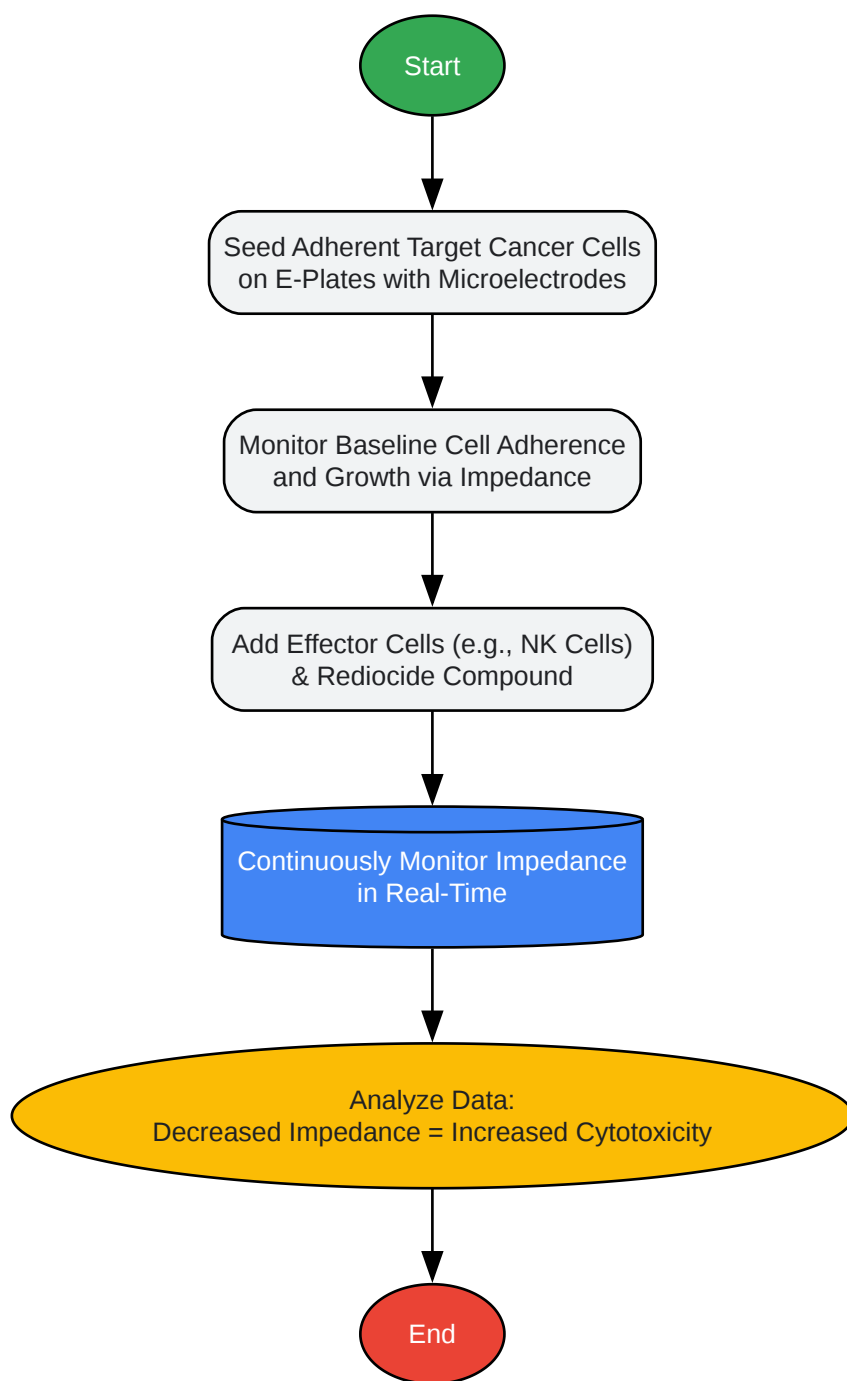 Start
Seed Adherent Target Cancer Cells
on E-Plates with Microelectrodes
Monitor Baseline Cell Adherence
and Growth via Impedance
Add Effector Cells (e.g., NK Cells)
& Rediocide Compound
Continuously Monitor Impedance
in Real-Time
Analyze Data:
Decreased Impedance = Increased Cytotoxicity
End